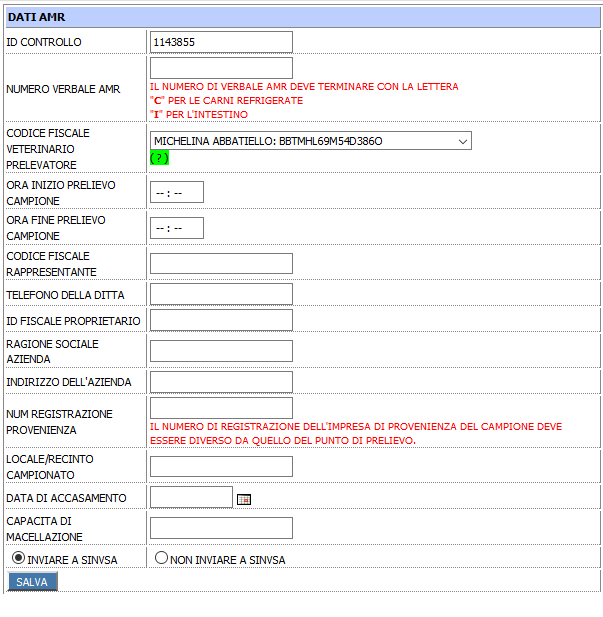 DATI AMR
ID CONTROLLO
1143855
NUMERO VERBALE AMR
IL NUMERO DI VERBALE AMR DEVE TERMINARE CON LA LETTERA
"C" PER LE CARNI REFRIGERATE
"I" PER L'INTESTINO
CODICE FISCALE
VETERINARIO
PRELEVATORE
MICHELINA ABBATIELLO: BBTMHL69M54D386O
( ? )
ORA INIZIO PRELIEVO
CAMPIONE
-- : --
ORA FINE PRELIEVO
CAMPIONE
-- : --
CODICE FISCALE
RAPPRESENTANTE
TELEFONO DELLA DITTA
ID FISCALE PROPRIETARIO
RAGIONE SOCIALE
AZIENDA
INDIRIZZO DELL'AZIENDA
NUM REGISTRAZIONE
PROVENIENZA
IL NUMERO DI REGISTRAZIONE DELL'IMPRESA DI PROVENIENZA DEL CAMPIONE DEVE
ESSERE DIVERSO DA QUELLO DEL PUNTO DI PRELIEVO.
LOCALE/RECINTO
CAMPIONATO
DATA DI ACCASAMENTO
CAPACITA DI
MACELLAZIONE
INVIARE A SINVSA
NON INVIARE A SINVSA
SALVA